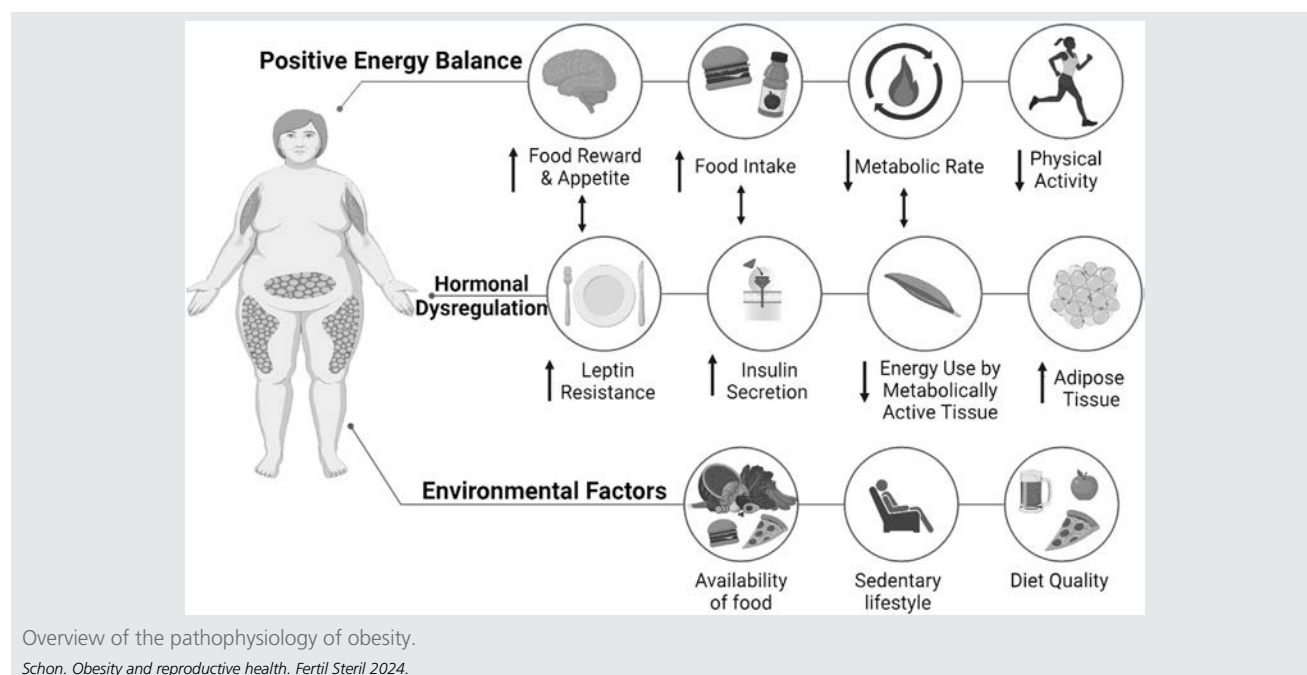 Positive Energy Balance
Food Reward
& Appetite
Food Intake
Metabolic Rate
Physical
Activity
Hormonal
Dysregulation
Leptin
Resistance
Insulin
Secretion
Energy Use by
Metabolically
Active Tissue
Adipose
Tissue
Environmental Factors
Availability
of food
Sedentary
lifestyle
Diet Quality
Overview of the pathophysiology of obesity.
Schon. Obesity and reproductive health. Fertil Steril 2024.